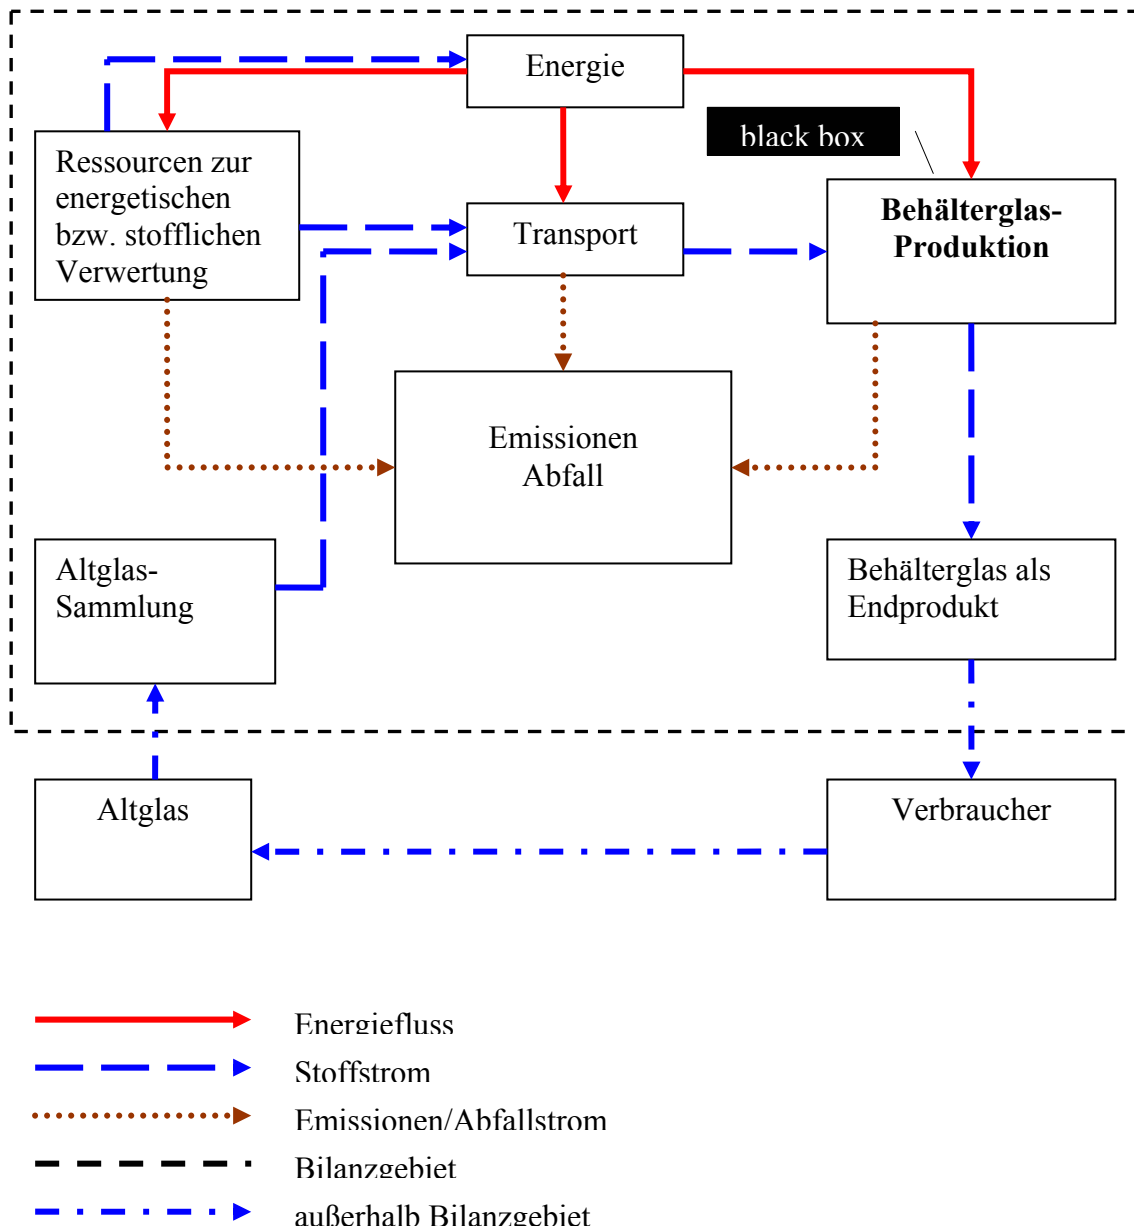 Energie
black box
Ressourcen zur
energetischen
bzw. stofflichen
Verwertung
Transport
Behälterglas-
Produktion
Emissionen
Abfall
Altglas-
Sammlung
Behälterglas als
Endprodukt
Altglas
Verbraucher
Energiefluss
Stoffstrom
Emissionen/Abfallstrom
Bilanzgebiet
außerhalb Bilanzgebiet